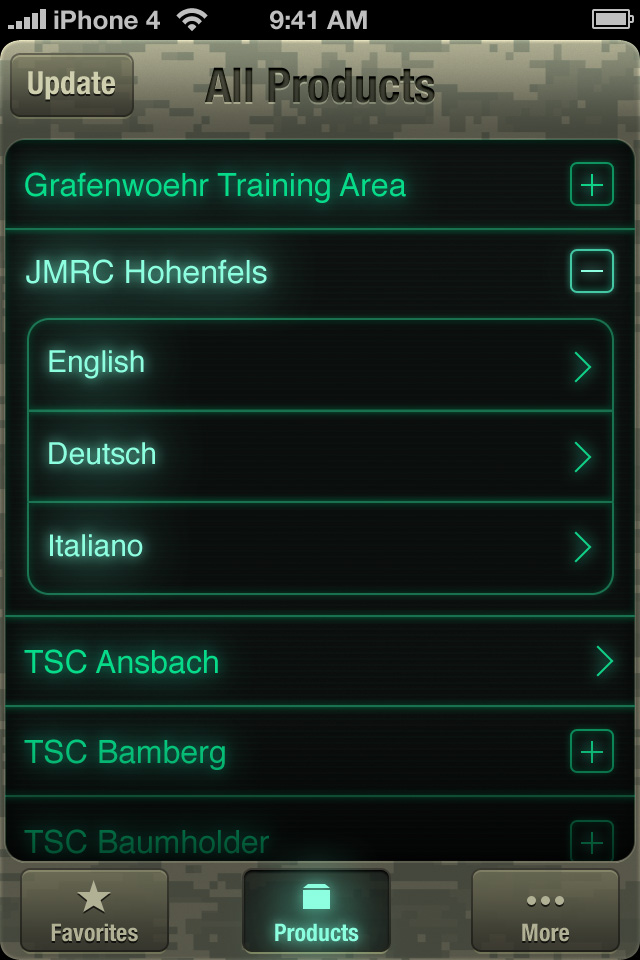 iPhone 4 9:41 AM
Update All Products
Grafenwoehr Training Area
JMRC Hohenfels
English
Deutsch
Italiano
TSC Ansbach
TSC Bamberg
TSC Baumholder
Favorites Products More